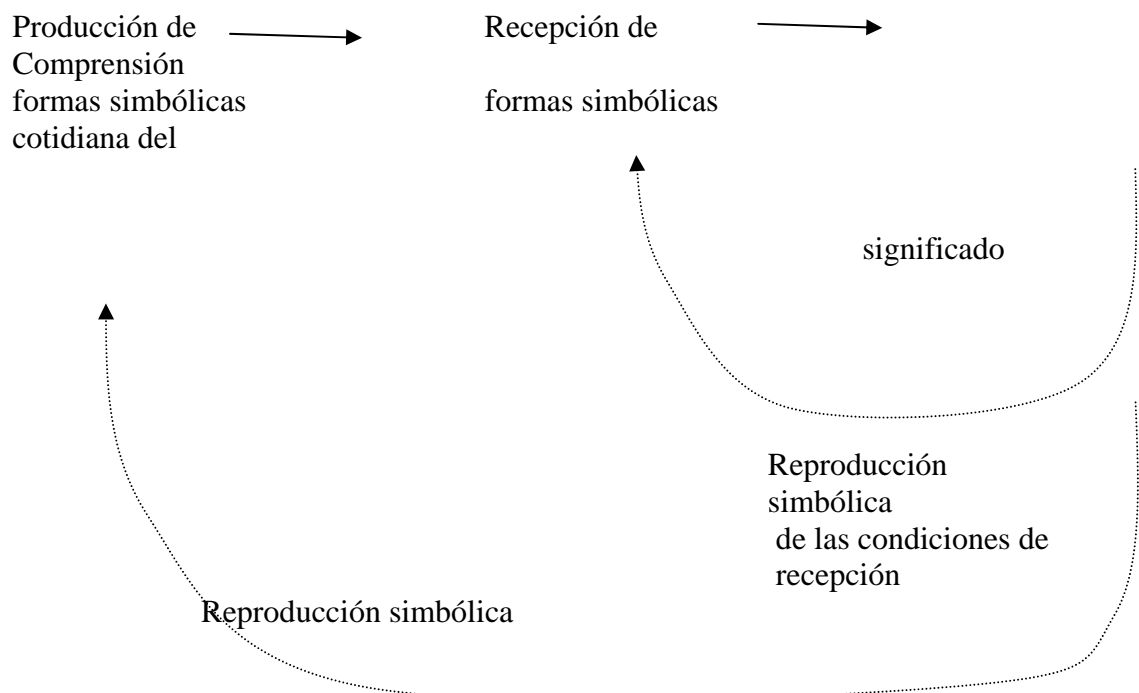 Producción de Recepción de
Comprensión
formas simbólicas formas simbólicas
cotidiana del
significado
Reproducción
simbólica
de las condiciones de
recepción
Reproducción simbólica